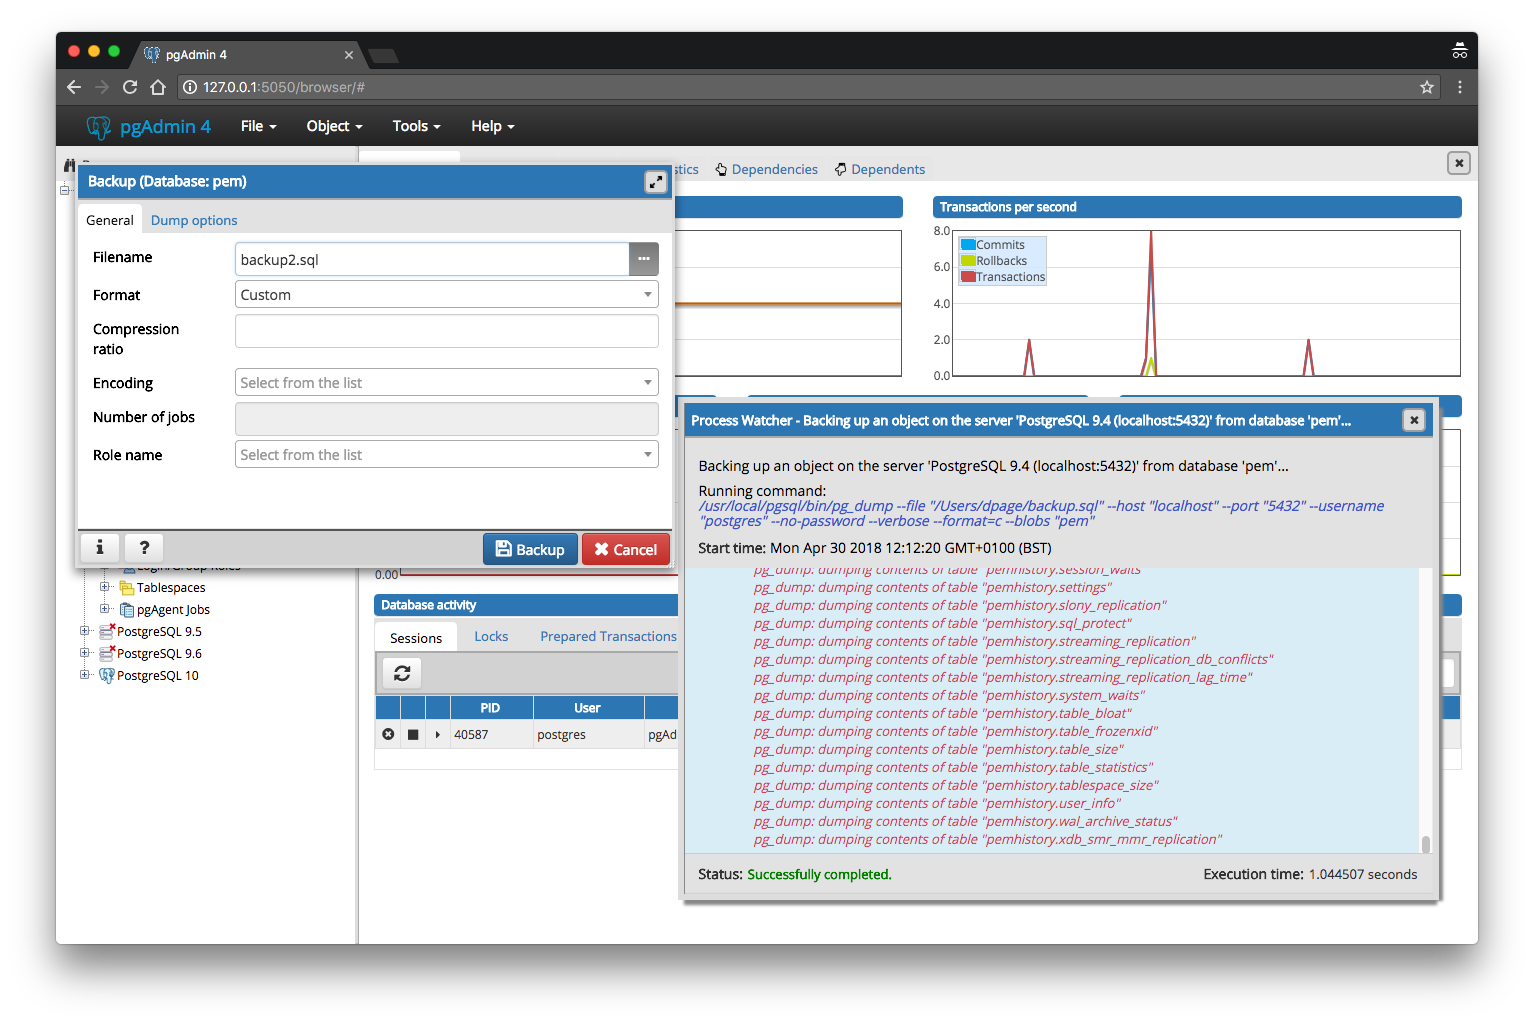 pgAdmin 4
127.0.0.1:5050/browser/#
pgAdmin 4
File
Object
Tools
Help
Dependencies
Dependents
Backup (Database: pem)
General
Dump options
Filename
backup2.sql
Format
Custom
Compression
ratio
Encoding
Select from the list
Number of jobs
Role name
Select from the list
i
?
Backup
Cancel
Transactions per second
8.0
6.0
4.0
2.0
0.0
Commits
Rollbacks
Transactions
Tablespaces
pgAgent Jobs
PostgreSQL 9.5
PostgreSQL 9.6
PostgreSQL 10
0.00
Database activity
Sessions
Locks
Prepared Transactions
PID
User
40587
postgres
pgAd
Process Watcher - Backing up an object on the server 'PostgreSQL 9.4 (localhost:5432)' from database 'pem'...
Backing up an object on the server 'PostgreSQL 9.4 (localhost:5432)' from database 'pem'...
Running command:
/usr/local/pgsql/bin/pg_dump --file "/Users/dpage/backup.sql" --host "localhost" --port "5432" --username
"postgres" --no-password --verbose --format=c --blobs "pem"
Start time: Mon Apr 30 2018 12:12:20 GMT+0100 (BST)
pg_dump: dumping contents of table "pemhistory.session_waits"
pg_dump: dumping contents of table "pemhistory.settings"
pg_dump: dumping contents of table "pemhistory.slony_replication"
pg_dump: dumping contents of table "pemhistory.sql_protect"
pg_dump: dumping contents of table "pemhistory.streaming_replication"
pg_dump: dumping contents of table "pemhistory.streaming_replication_db_conflicts"
pg_dump: dumping contents of table "pemhistory.streaming_replication_lag_time"
pg_dump: dumping contents of table "pemhistory.system_waits"
pg_dump: dumping contents of table "pemhistory.table_bloat"
pg_dump: dumping contents of table "pemhistory.table_frozenxid"
pg_dump: dumping contents of table "pemhistory.table_size"
pg_dump: dumping contents of table "pemhistory.table_statistics"
pg_dump: dumping contents of table "pemhistory.tablespace_size"
pg_dump: dumping contents of table "pemhistory.user_info"
pg_dump: dumping contents of table "pemhistory.wal_archive_status"
pg_dump: dumping contents of table "pemhistory.xdb_smr_mmr_replication"
Status: Successfully completed.
Execution time: 1.044507 seconds